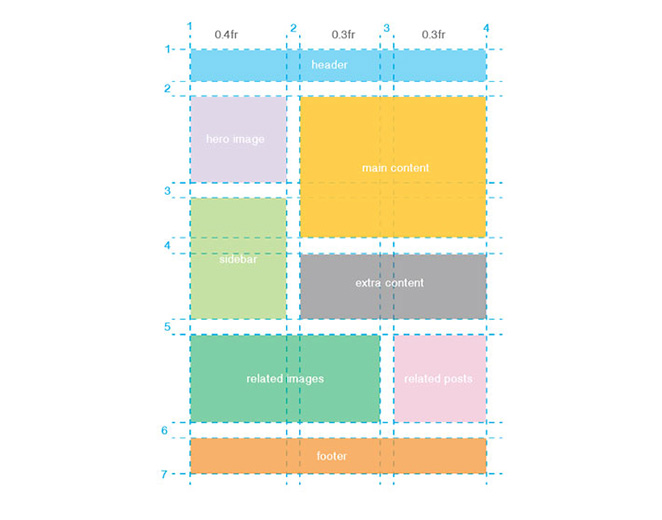 1 2 3 4
0.4fr 0.3fr 0.3fr
1
header
2
hero image
main content
3
4
sidebar
extra content
5
related images
related posts
6
footer
7